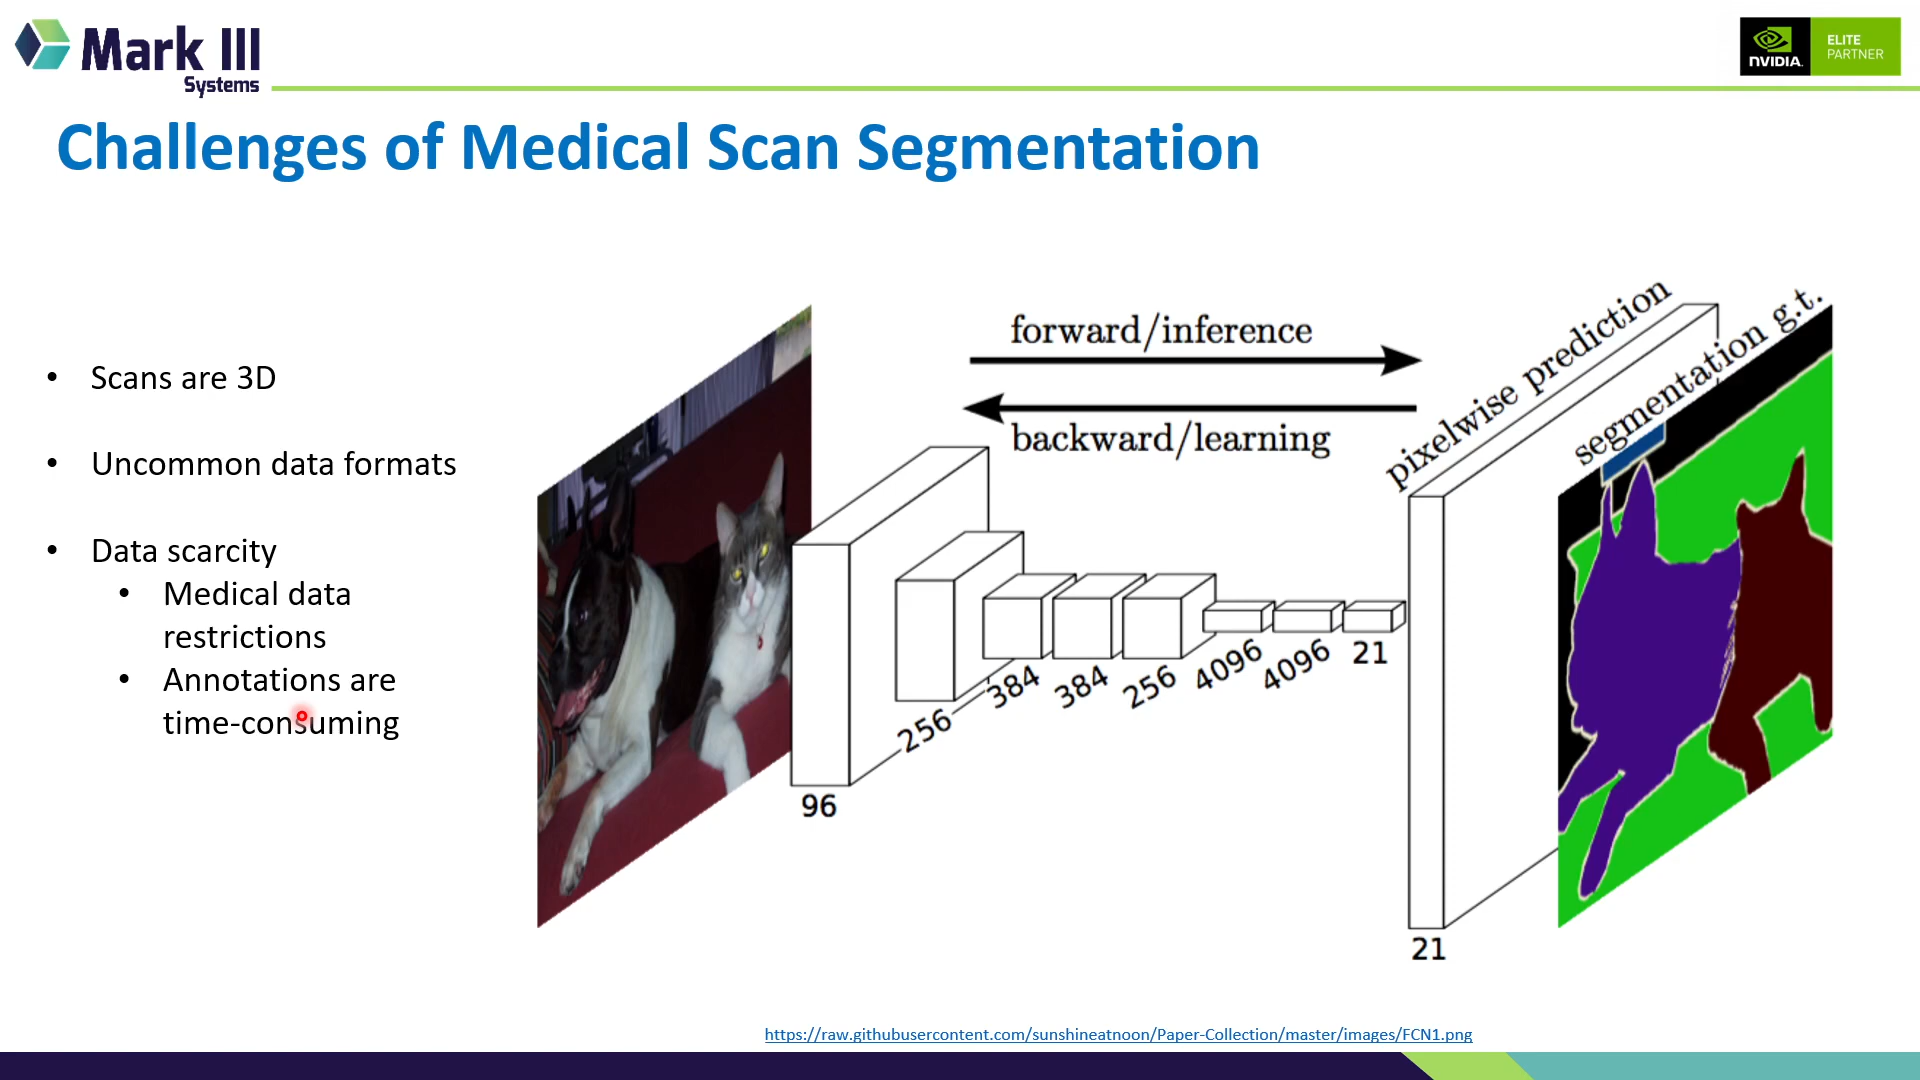 Mark III
Systems
NVIDIA.
ELITE
PARTNER
Challenges of Medical Scan Segmentation
• Scans are 3D
• Uncommon data formats
• Data scarcity
• Medical data
restrictions
• Annotations are
time-consuming
forward/inference
backward/learning
pixelwise prediction
segmentation g.t.
96
256
384
384
256
4096
4096
21
21
https://raw.githubusercontent.com/sunshineatnoon/Paper-Collection/master/images/FCN1.png